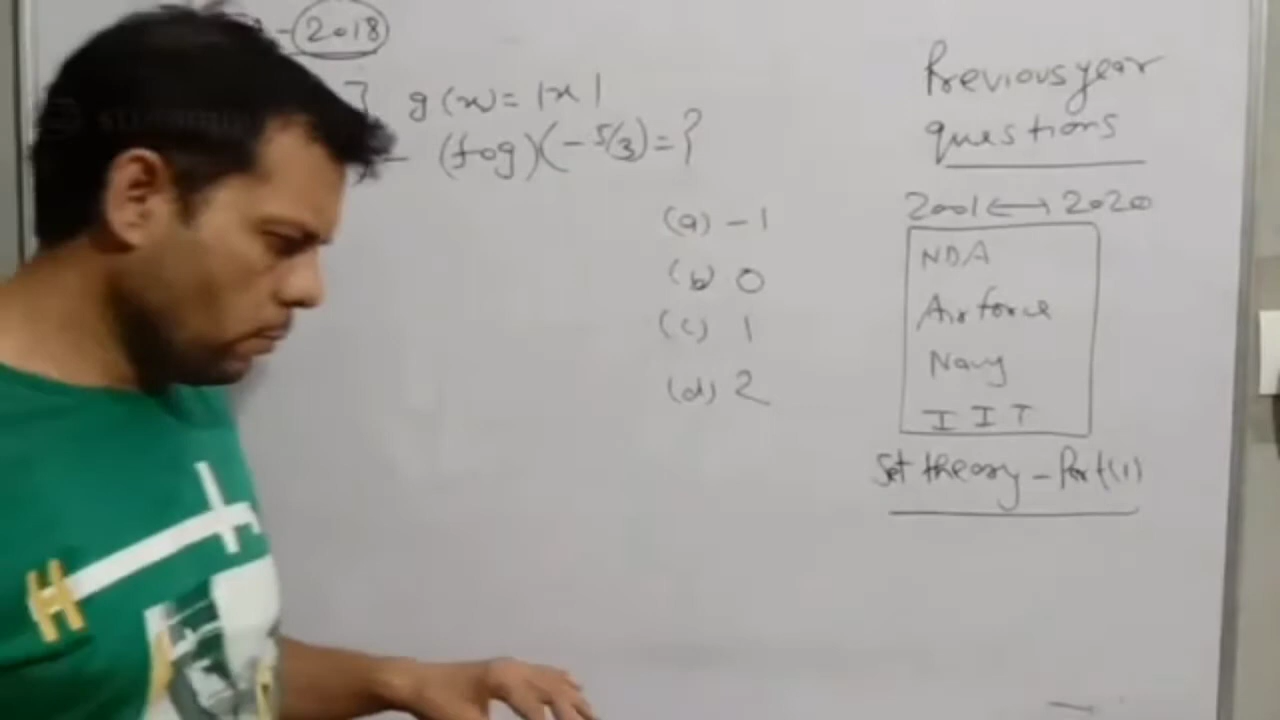 -2018
] g(x)= |x|
- (fog)(-5/3)=?
(a) -1
(b) 0
(c) 1
(d) 2
Previous year
questions
2001 ↔ 2020
NDA
Airforce
Navy
IIT
Set theory - Part(1)
H